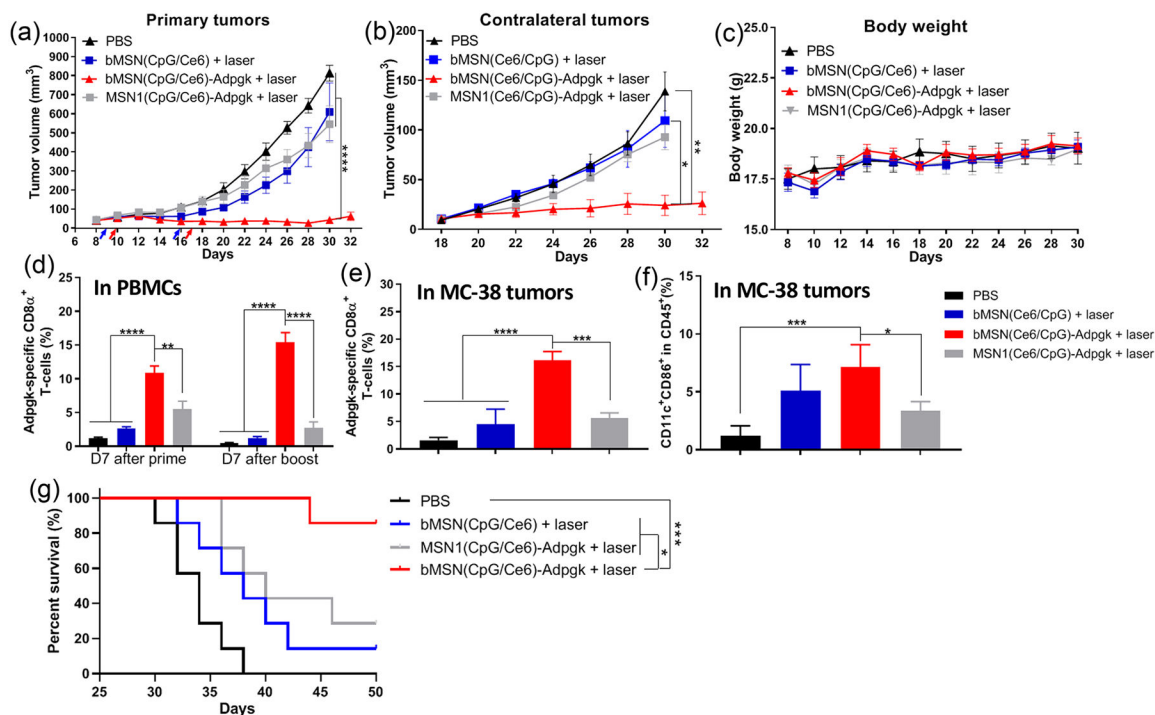 Primary tumors
Contralateral tumors
Body weight
(a)
Tumor volume (mm³)
1000
900
800
700
600
500
400
300
200
100
0
6 8 10 12 14 16 18 20 22 24 26 28 30 32
Days
PBS
bMSN(CpG/Ce6) + laser
bMSN(CpG/Ce6)-Adpgk + laser
MSN1(CpG/Ce6)-Adpgk + laser
****
(b)
Tumor volume (mm³)
200
150
100
50
0
18 20 22 24 26 28 30 32
Days
PBS
bMSN(Ce6/CpG) + laser
bMSN(Ce6/CpG)-Adpgk + laser
MSN1(Ce6/CpG)-Adpgk + laser
*
**
(c)
Body weight (g)
22.5
20.0
17.5
15.0
8 10 12 14 16 18 20 22 24 26 28 30
Days
PBS
bMSN(CpG/Ce6) + laser
bMSN(CpG/Ce6)-Adpgk + laser
MSN1(CpG/Ce6)-Adpgk + laser
(d)
In PBMCs
Adpgk-specific CD8α⁺
T-cells (%)
25
20
15
10
5
0
****
**
****
****
D7 after prime
D7 after boost
(e)
In MC-38 tumors
Adpgk-specific CD8α⁺
T-cells (%)
30
25
20
15
10
5
0
****
***
(f)
In MC-38 tumors
CD11c⁺CD86⁺ in CD45⁺(%)
15
10
5
0
***
*
PBS
bMSN(Ce6/CpG) + laser
bMSN(Ce6/CpG)-Adpgk + laser
MSN1(Ce6/CpG)-Adpgk + laser
(g)
Percent survival (%)
100
80
60
40
20
0
25 30 35 40 45 50
Days
PBS
bMSN(CpG/Ce6) + laser
MSN1(CpG/Ce6)-Adpgk + laser
bMSN(CpG/Ce6)-Adpgk + laser
*
***